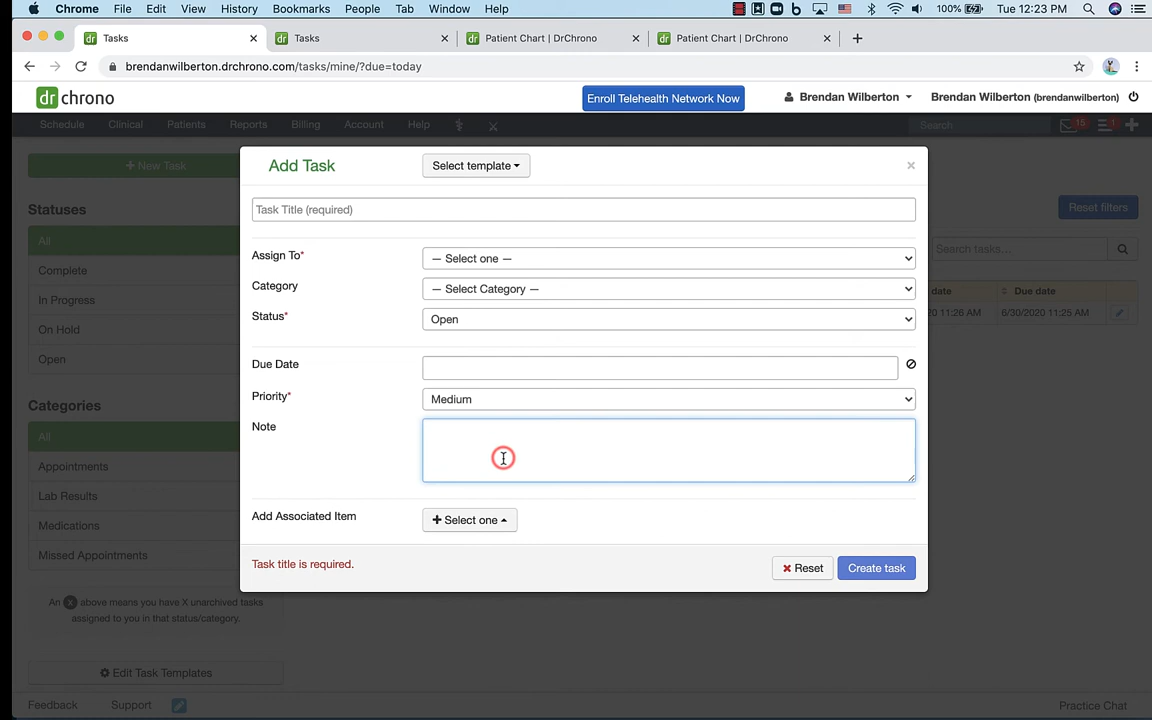 Chrome File Edit View History Bookmarks People Tab Window Help 100% Tue 12:23 PM
Tasks Tasks Patient Chart | DrChrono Patient Chart | DrChrono
brendanwilberton.drchrono.com/tasks/mine/?due=today
dr chrono Enroll Telehealth Network Now Brendan Wilberton Brendan Wilberton (brendanwilberton)
Schedule Clinical Patients Reports Billing Account Help Search 15 1
+ New Task
Add Task Select template ×
Statuses
Task Title (required)
Reset filters
All
Search tasks...
Assign To* — Select one —
Complete
Category — Select Category —
date Due date
In Progress
Status* Open
11:26 AM 6/30/2020 11:25 AM
On Hold
Open
Due Date
Priority* Medium
Categories
Note
All
Appointments
Lab Results
Add Associated Item + Select one
Medications
Missed Appointments
Task title is required. Reset Create task
An X above means you have X unarchived tasks
assigned to you in that status/category.
Edit Task Templates
Feedback Support Practice Chat